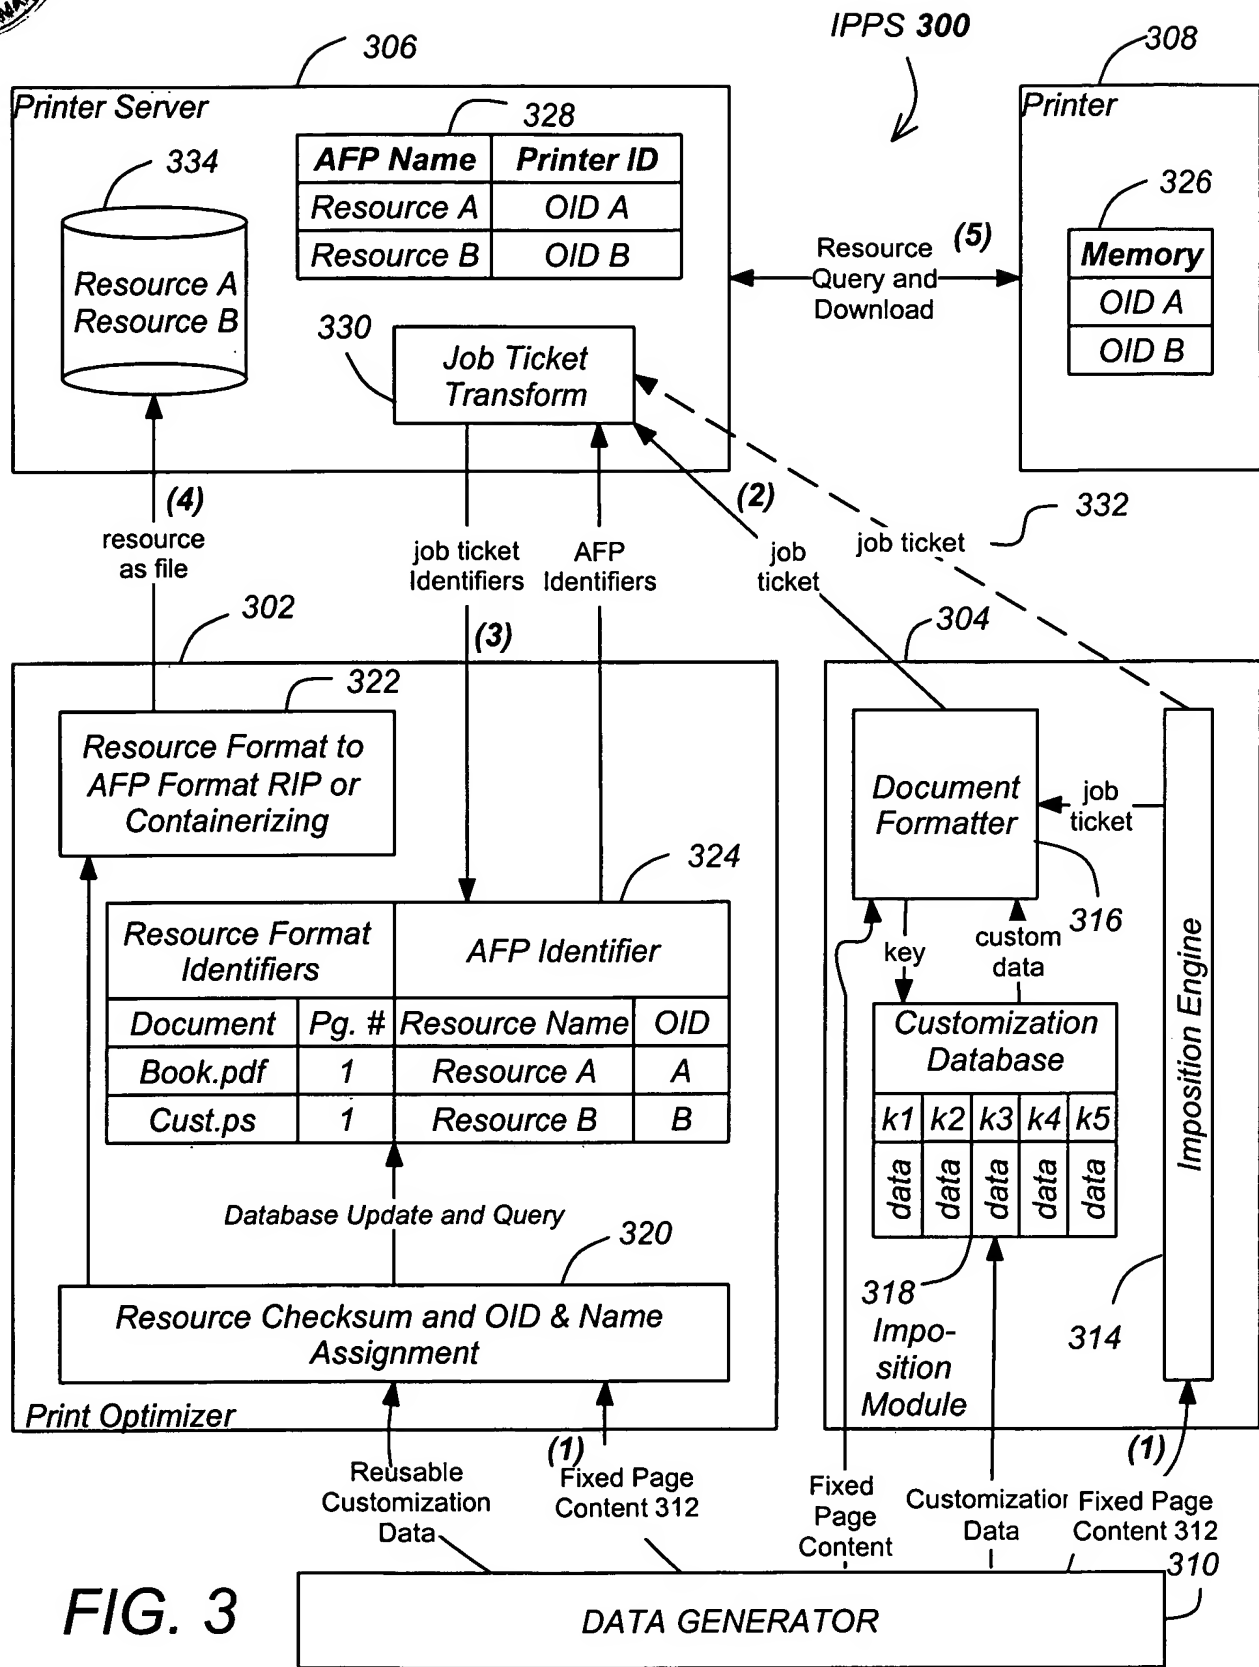 IPPS 300
306
308
Printer Server
Printer
328
334
AFP Name Printer ID
Resource A OID A
Resource B OID B
326
Memory
OID A
OID B
Resource A
Resource B
(5)
Resource
Query and
Download
330
Job Ticket
Transform
(4)
resource
as file
job ticket
Identifiers
AFP
Identifiers
(2)
job
ticket
job ticket
332
302
(3)
304
322
Resource Format to
AFP Format RIP or
Containerizing
Document
Formatter
job
ticket
324
316
Resource Format
Identifiers
AFP Identifier
key
custom
data
Document Pg. # Resource Name OID
Book.pdf 1 Resource A A
Cust.ps 1 Resource B B
Customization
Database
k1 k2 k3 k4 k5
data data data data data
Imposition Engine
Database Update and Query
320
318
314
Resource Checksum and OID & Name
Assignment
Impo-
sition
Module
Print Optimizer
(1)
(1)
Reusable
Customization
Data
Fixed Page
Content 312
Fixed
Page
Content
Customization
Data
Fixed Page
Content 312
310
DATA GENERATOR
FIG. 3